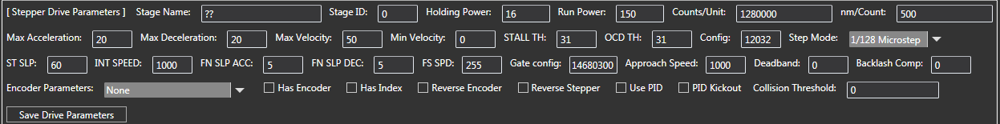 [ Stepper Drive Parameters ] Stage Name: ?? Stage ID: 0 Holding Power: 16 Run Power: 150 Counts/Unit: 1280000 nm/Count: 500
Max Acceleration: 20 Max Deceleration: 20 Max Velocity: 50 Min Velocity: 0 STALL TH: 31 OCD TH: 31 Config: 12032 Step Mode: 1/128 Microstep
ST SLP: 60 INT SPEED: 1000 FN SLP ACC: 5 FN SLP DEC: 5 FS SPD: 255 Gate config: 14680300 Approach Speed: 1000 Deadband: 0 Backlash Comp: 0
Encoder Parameters: None Has Encoder Has Index Reverse Encoder Reverse Stepper Use PID PID Kickout Collision Threshold: 0
Save Drive Parameters